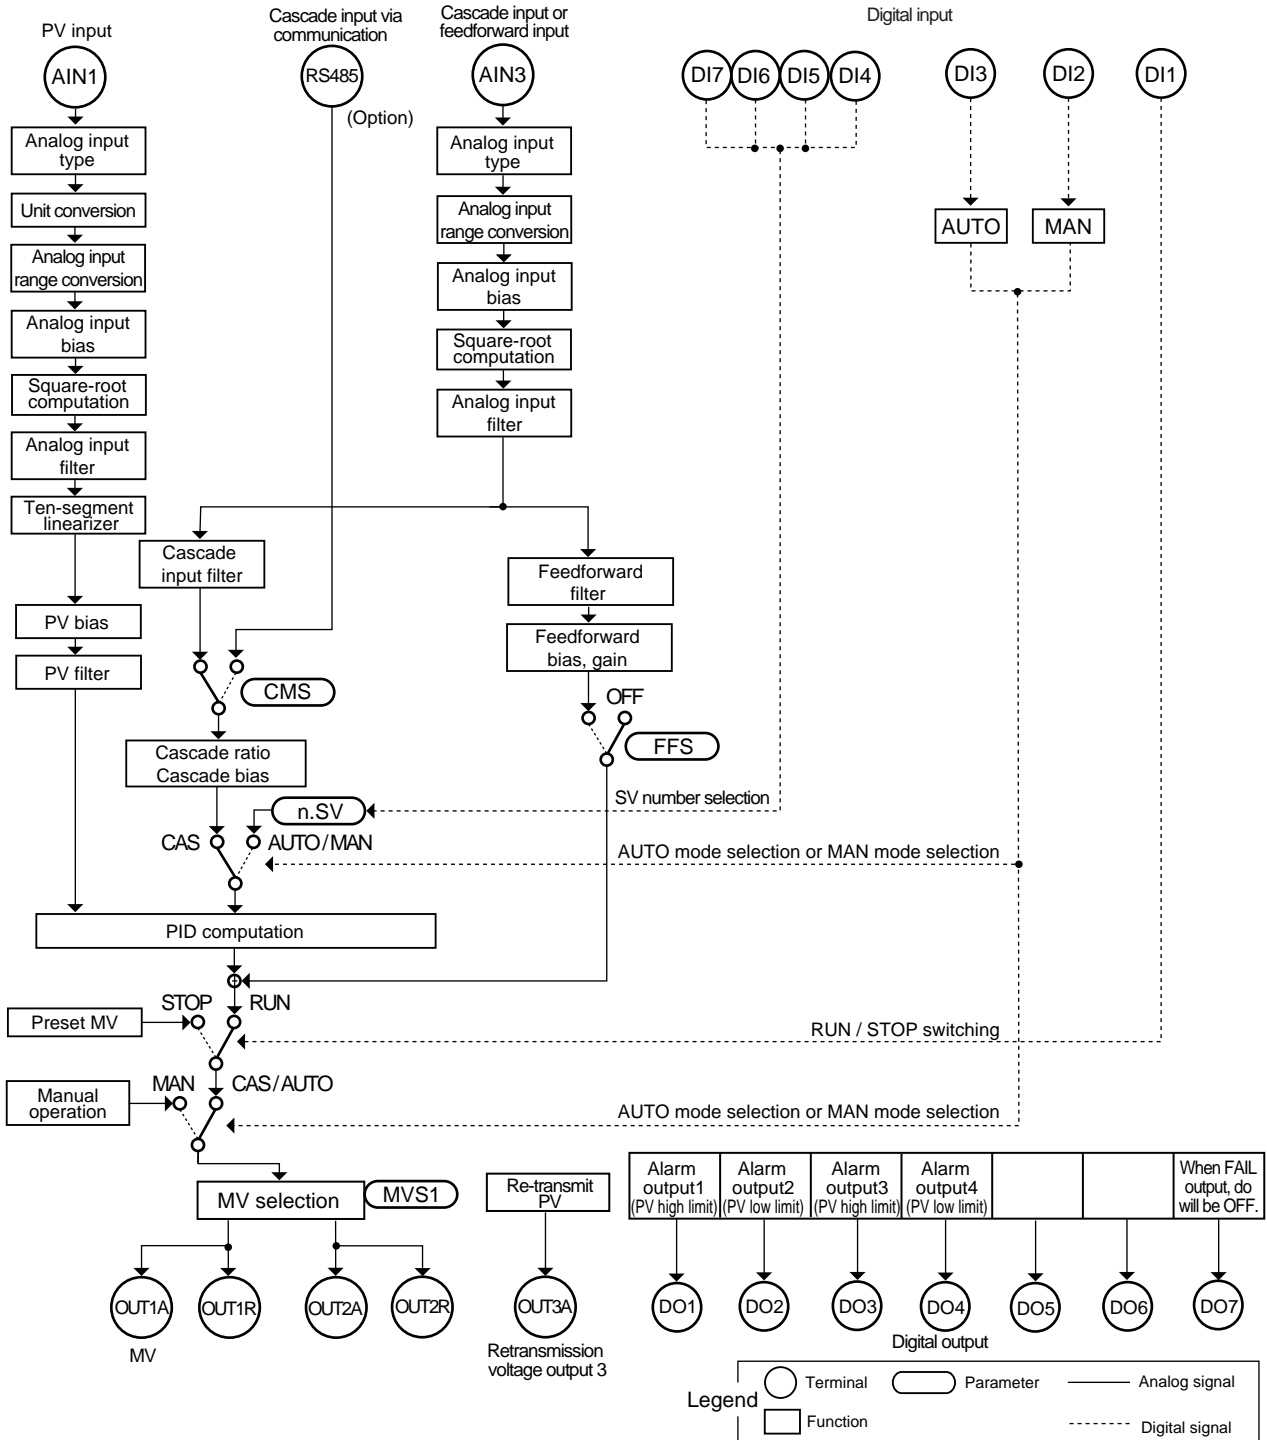 PV input
Cascade input via
communication
Cascade input or
feedforward input
Digital input
AIN1
RS485
AIN3
DI7
DI6
DI5
DI4
DI3
DI2
DI1
(Option)
Analog input
type
Unit conversion
Analog input
range conversion
Analog input
bias
Square-root
computation
Analog input
filter
Ten-segment
linearizer
PV bias
PV filter
Analog input
type
Analog input
range conversion
Analog input
bias
Square-root
computation
Analog input
filter
AUTO
MAN
Cascade
input filter
Feedforward
filter
Feedforward
bias, gain
CMS
OFF
FFS
Cascade ratio
Cascade bias
n.SV
SV number selection
CAS
AUTO/MAN
AUTO mode selection or MAN mode selection
PID computation
STOP
RUN
Preset MV
RUN / STOP switching
MAN
CAS/AUTO
Manual
operation
AUTO mode selection or MAN mode selection
MV selection
MVS1
Re-transmit
PV
Alarm
output1
(PV high limit)
Alarm
output2
(PV low limit)
Alarm
output3
(PV high limit)
Alarm
output4
(PV low limit)
When FAIL
output, do
will be OFF.
OUT1A
OUT1R
OUT2A
OUT2R
OUT3A
DO1
DO2
DO3
DO4
DO5
DO6
DO7
MV
Retransmission
voltage output 3
Digital output
Legend
Terminal
Parameter
Analog signal
Function
Digital signal